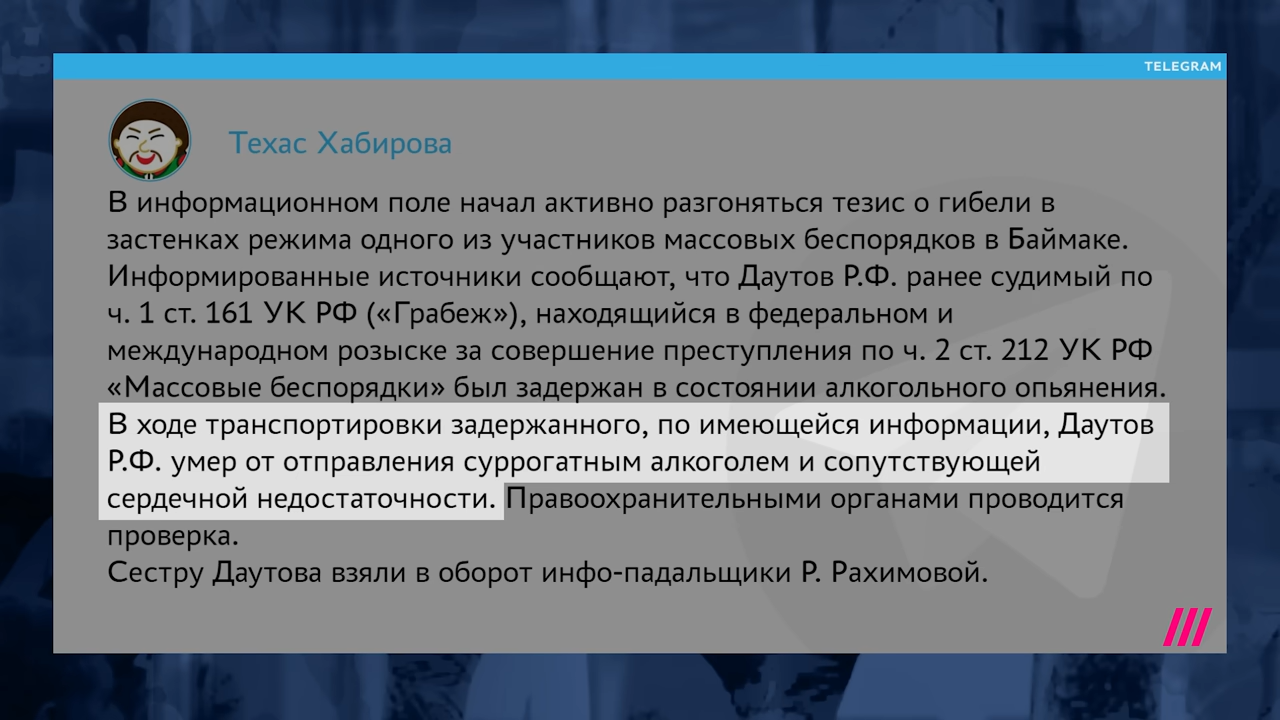 TELEGRAM
Техас Хабирова
В информационном поле начал активно разгоняться тезис о гибели в
застенках режима одного из участников массовых беспорядков в Баймаке.
Информированные источники сообщают, что Даутов Р.Ф. ранее судимый по
ч. 1 ст. 161 УК РФ («Грабеж»), находящийся в федеральном и
международном розыске за совершение преступления по ч. 2 ст. 212 УК РФ
«Массовые беспорядки» был задержан в состоянии алкогольного опьянения.
В ходе транспортировки задержанного, по имеющейся информации, Даутов
Р.Ф. умер от отправления суррогатным алкоголем и сопутствующей
сердечной недостаточности. Правоохранительными органами проводится
проверка.
Сестру Даутова взяли в оборот инфо-падальщики Р. Рахимовой.